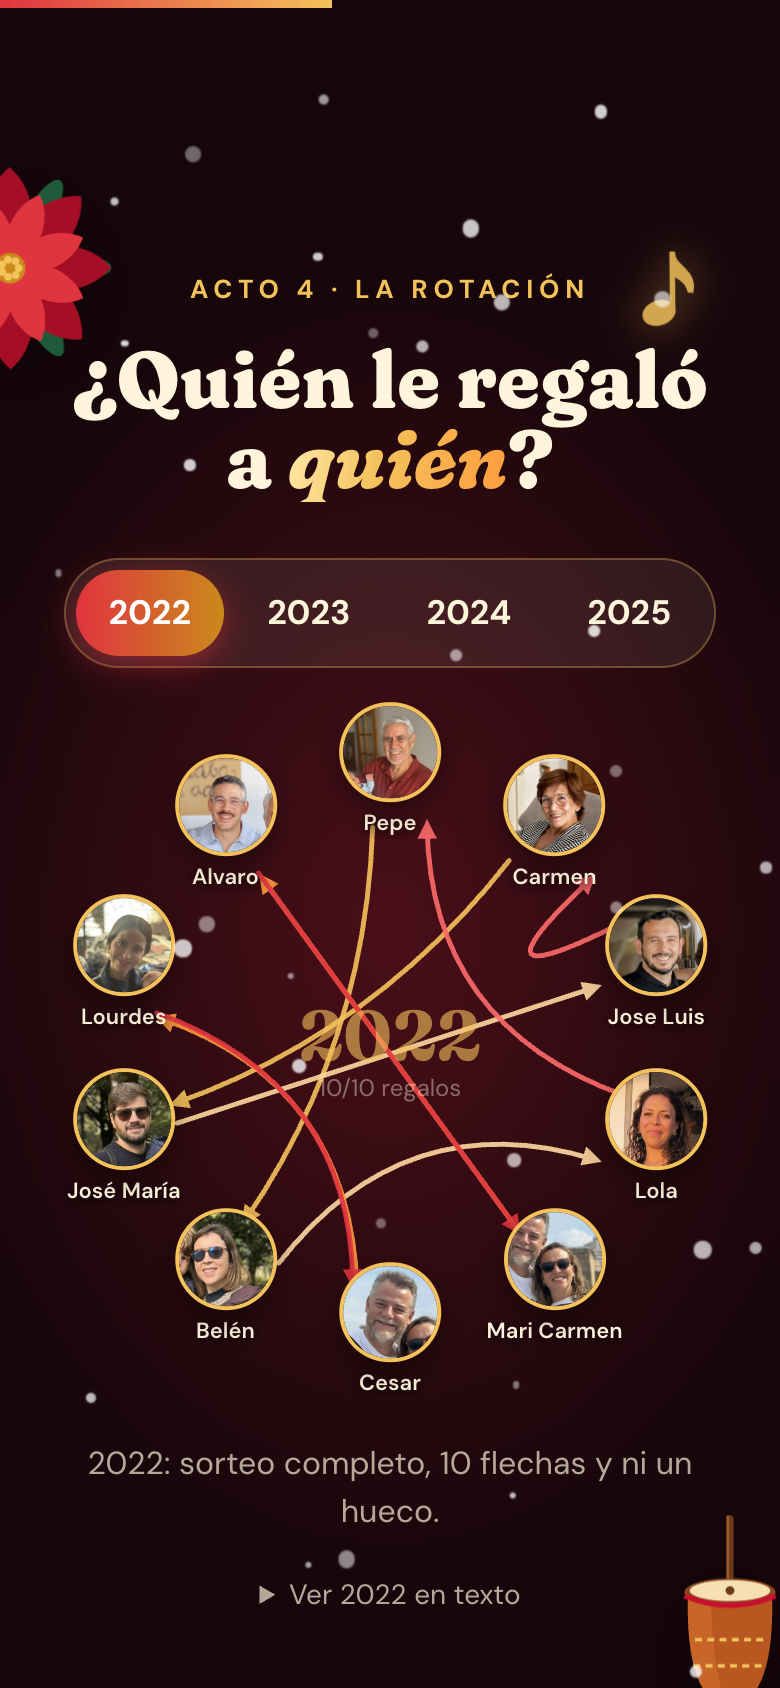 ACTO 4 · LA ROTACIÓN
¿Quién le regaló
a quién?
2022 2023 2024 2025
Pepe
Alvaro
Carmen
Lourdes
Jose Luis
2022
10/10 regalos
José María
Lola
Belén
Mari Carmen
Cesar
2022: sorteo completo, 10 flechas y ni un
hueco.
▶ Ver 2022 en texto